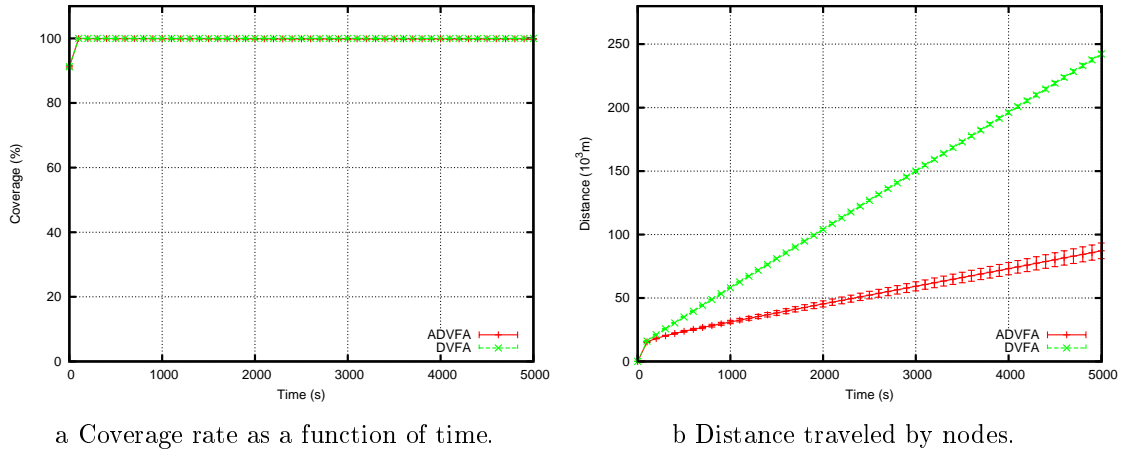 100
80
60
40
20
0
Coverage (%)
0 1000 2000 3000 4000 5000
Time (s)
ADVFA
DVFA
a Coverage rate as a function of time.
250
200
150
100
50
0
Distance (10³m)
0 1000 2000 3000 4000 5000
Time (s)
ADVFA
DVFA
b Distance traveled by nodes.